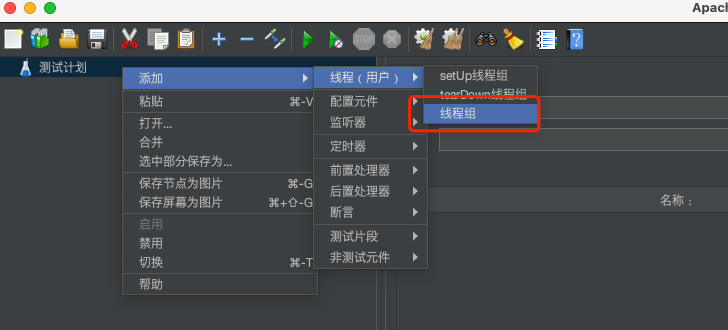 Apach
STOP
测试计划
添加
粘贴 ⌘-V
打开...
合并
选中部分保存为...
保存节点为图片 ⌘-G
保存屏幕为图片 ⌘+⇧-G
启用
禁用
切换 ⌘-T
帮助
线程（用户）
配置元件
监听器
定时器
前置处理器
后置处理器
断言
测试片段
非测试元件
setUp线程组
tearDown线程组
线程组
名称：